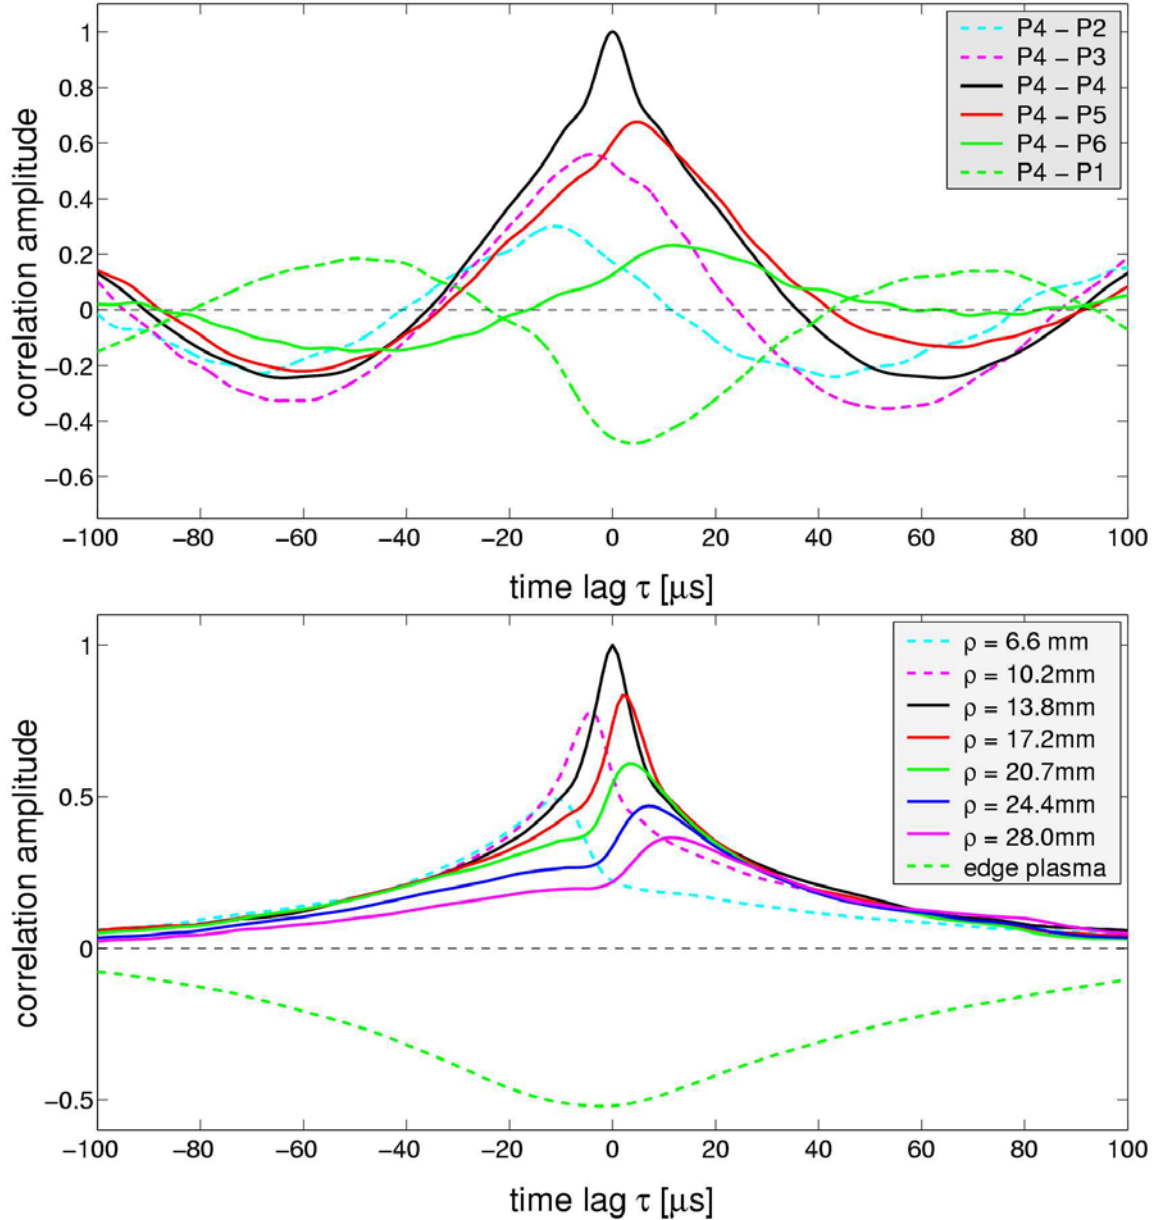 1
0.8
0.6
0.4
0.2
0
−0.2
−0.4
−0.6
correlation amplitude
P4 − P2
P4 − P3
P4 − P4
P4 − P5
P4 − P6
P4 − P1
−100 −80 −60 −40 −20 0 20 40 60 80 100
time lag τ [μs]
1
0.5
0
−0.5
correlation amplitude
ρ = 6.6 mm
ρ = 10.2mm
ρ = 13.8mm
ρ = 17.2mm
ρ = 20.7mm
ρ = 24.4mm
ρ = 28.0mm
edge plasma
−100 −80 −60 −40 −20 0 20 40 60 80 100
time lag τ [μs]